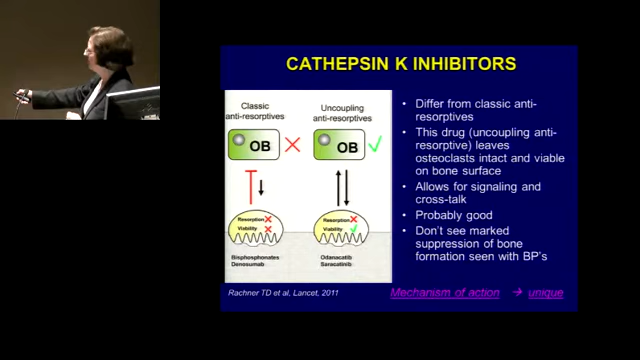 CATHEPSIN K INHIBITORS
Classic
anti-resorptives
Uncoupling
anti-resorptives
OB
OB
Resorption
Viability
Resorption
Viability
Bisphosphonates
Denosumab
Odanacatib
Saracatinib
• Differ from classic anti-
resorptives
• This drug (uncoupling anti-
resorptive) leaves
osteoclasts intact and viable
on bone surface
• Allows for signaling and
cross-talk
• Probably good
• Don't see marked
suppression of bone
formation seen with BP's
Rachner TD et al, Lancet, 2011
Mechanism of action → unique